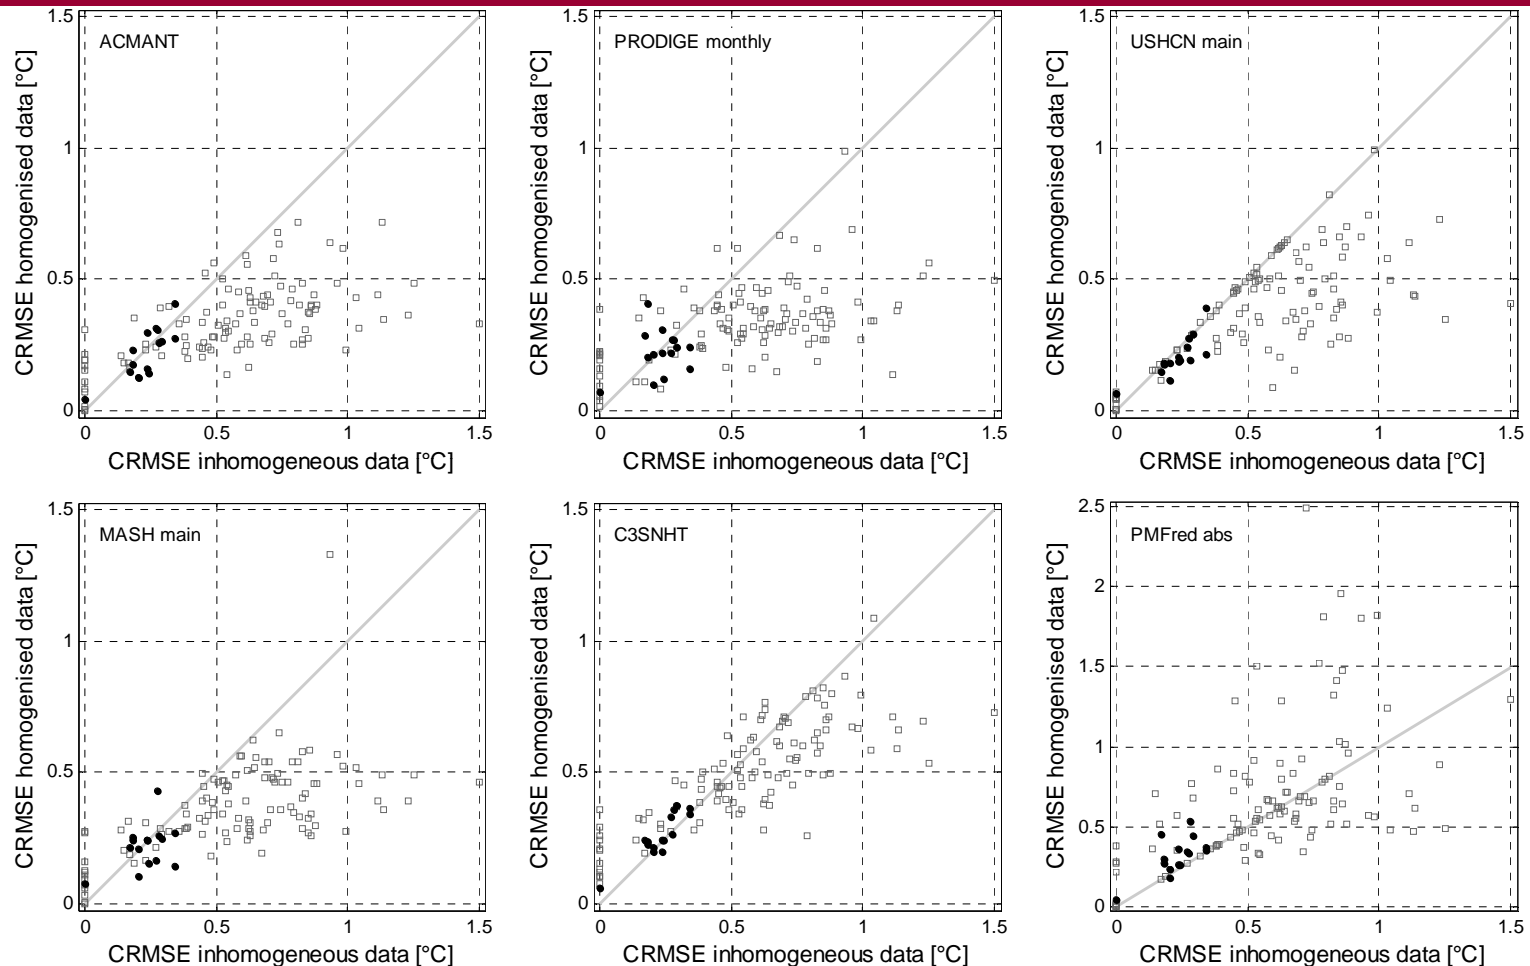 ACMANT
CRMSE homogenised data [°C]
1.5
1
0.5
0
0 0.5 1 1.5
CRMSE inhomogeneous data [°C]
PRODIGE monthly
CRMSE homogenised data [°C]
1.5
1
0.5
0
0 0.5 1 1.5
CRMSE inhomogeneous data [°C]
USHCN main
CRMSE homogenised data [°C]
1.5
1
0.5
0
0 0.5 1 1.5
CRMSE inhomogeneous data [°C]
MASH main
CRMSE homogenised data [°C]
1.5
1
0.5
0
0 0.5 1 1.5
CRMSE inhomogeneous data [°C]
C3SNHT
CRMSE homogenised data [°C]
1.5
1
0.5
0
0 0.5 1 1.5
CRMSE inhomogeneous data [°C]
PMFred abs
CRMSE homogenised data [°C]
2.5
2
1.5
1
0.5
0
0 0.5 1 1.5
CRMSE inhomogeneous data [°C]